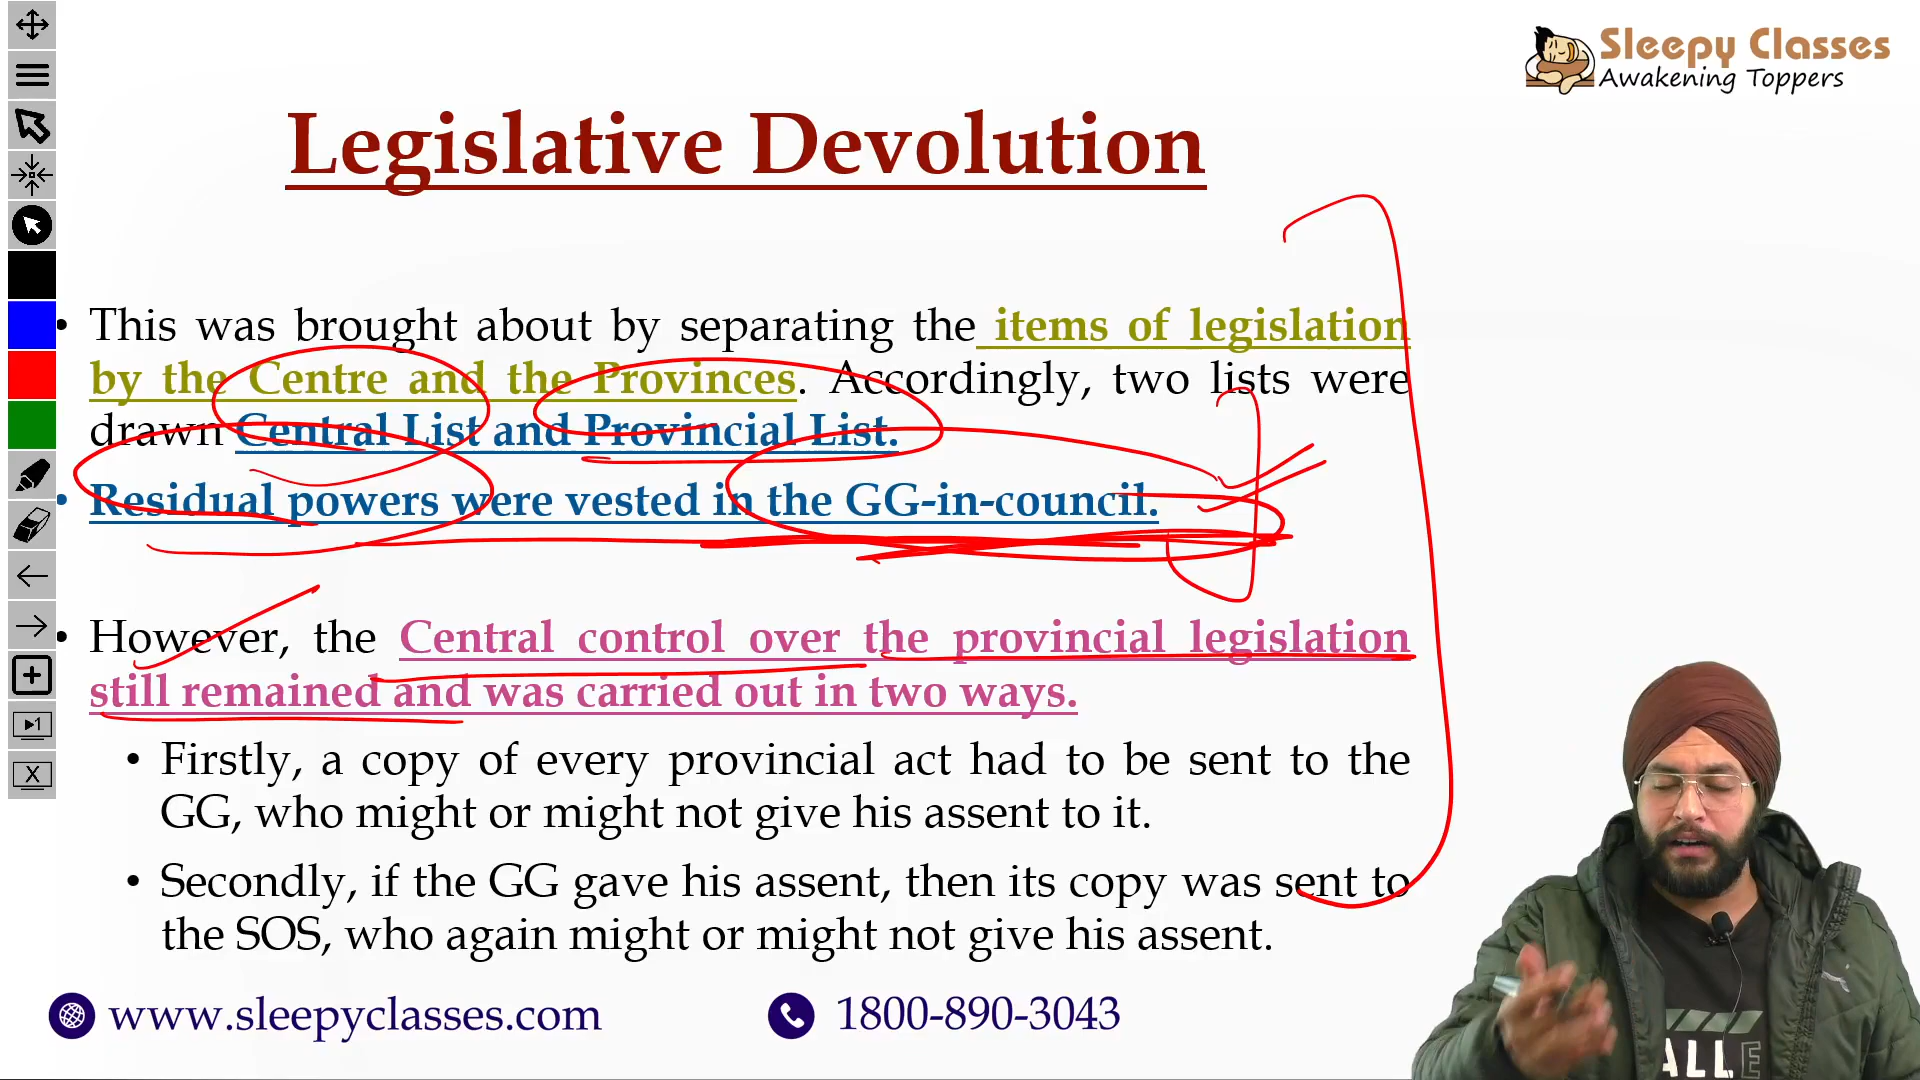 Sleepy Classes
Awakening Toppers
Legislative Devolution
• This was brought about by separating the items of legislation
by the Centre and the Provinces. Accordingly, two lists were
drawn Central List and Provincial List.
• Residual powers were vested in the GG-in-council.
• However, the Central control over the provincial legislation
still remained and was carried out in two ways.
• Firstly, a copy of every provincial act had to be sent to the
GG, who might or might not give his assent to it.
• Secondly, if the GG gave his assent, then its copy was sent to
the SOS, who again might or might not give his assent.
www.sleepyclasses.com
1800-890-3043
ALLE